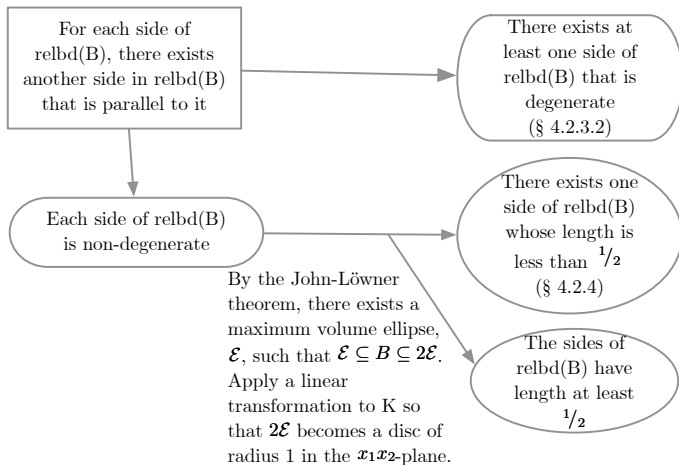 For each side of
relbd(B), there exists
another side in relbd(B)
that is parallel to it
There exists at
least one side of
relbd(B) that is
degenerate
(§ 4.2.3.2)
Each side of relbd(B)
is non-degenerate
There exists one
side of relbd(B)
whose length is
less than 1/2
(§ 4.2.4)
By the John-Löwner
theorem, there exists a
maximum volume ellipse,
ℰ, such that ℰ ⊆ B ⊆ 2ℰ.
Apply a linear
transformation to K so
that 2ℰ becomes a disc of
radius 1 in the x₁x₂-plane.
The sides of
relbd(B) have
length at least
1/2